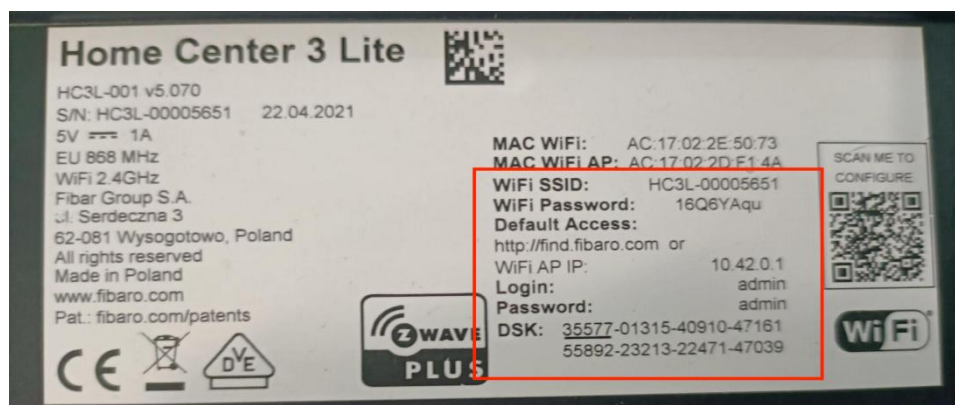 Home Center 3 Lite
HC3L-001 v5.070
S/N: HC3L-00005651 22.04.2021
5V 1A
EU 868 MHz
WiFi 2.4GHz
Fibar Group S.A.
ul. Serdeczna 3
62-081 Wysogotowo, Poland
All rights reserved
Made in Poland
www.fibaro.com
Pat.: fibaro.com/patents
CE
DVE
Z WAVE
PLUS
MAC WiFi: AC:17:02:2E:50:73
MAC WiFi AP: AC:17:02:2D:F1:4A
WiFi SSID: HC3L-00005651
WiFi Password: 16Q6YAqu
Default Access:
http://find.fibaro.com or
WiFi AP IP: 10.42.0.1
Login: admin
Password: admin
DSK: 35577-01315-40910-47161
55892-23213-22471-47039
SCAN ME TO
CONFIGURE
WiFi